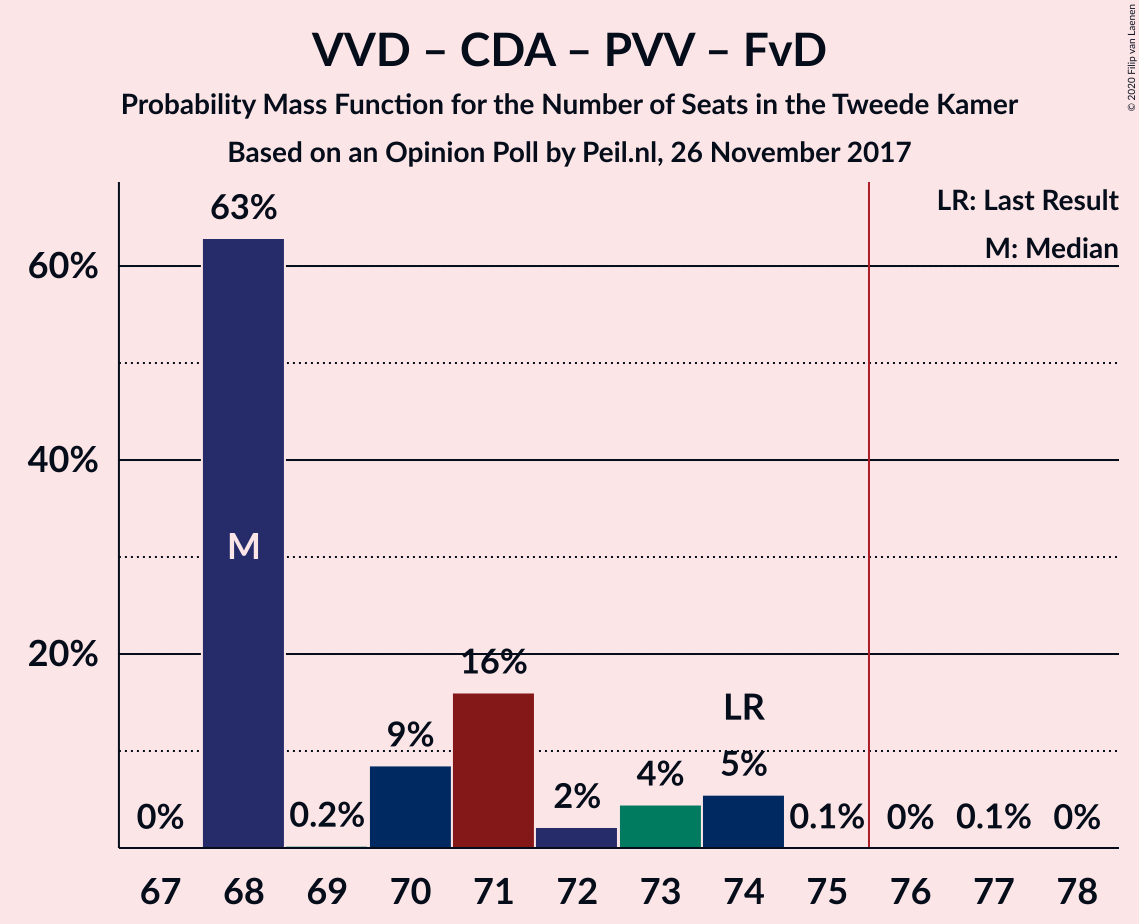 VVD – CDA – PVV – FvD
Probability Mass Function for the Number of Seats in the Tweede Kamer
Based on an Opinion Poll by Peil.nl, 26 November 2017
© 2020 Filip van Laenen
LR: Last Result
M: Median
60%
40%
20%
63%
M
0%
0.2%
9%
16%
2%
4%
LR
5%
0.1%
0%
0.1%
0%
67 68 69 70 71 72 73 74 75 76 77 78